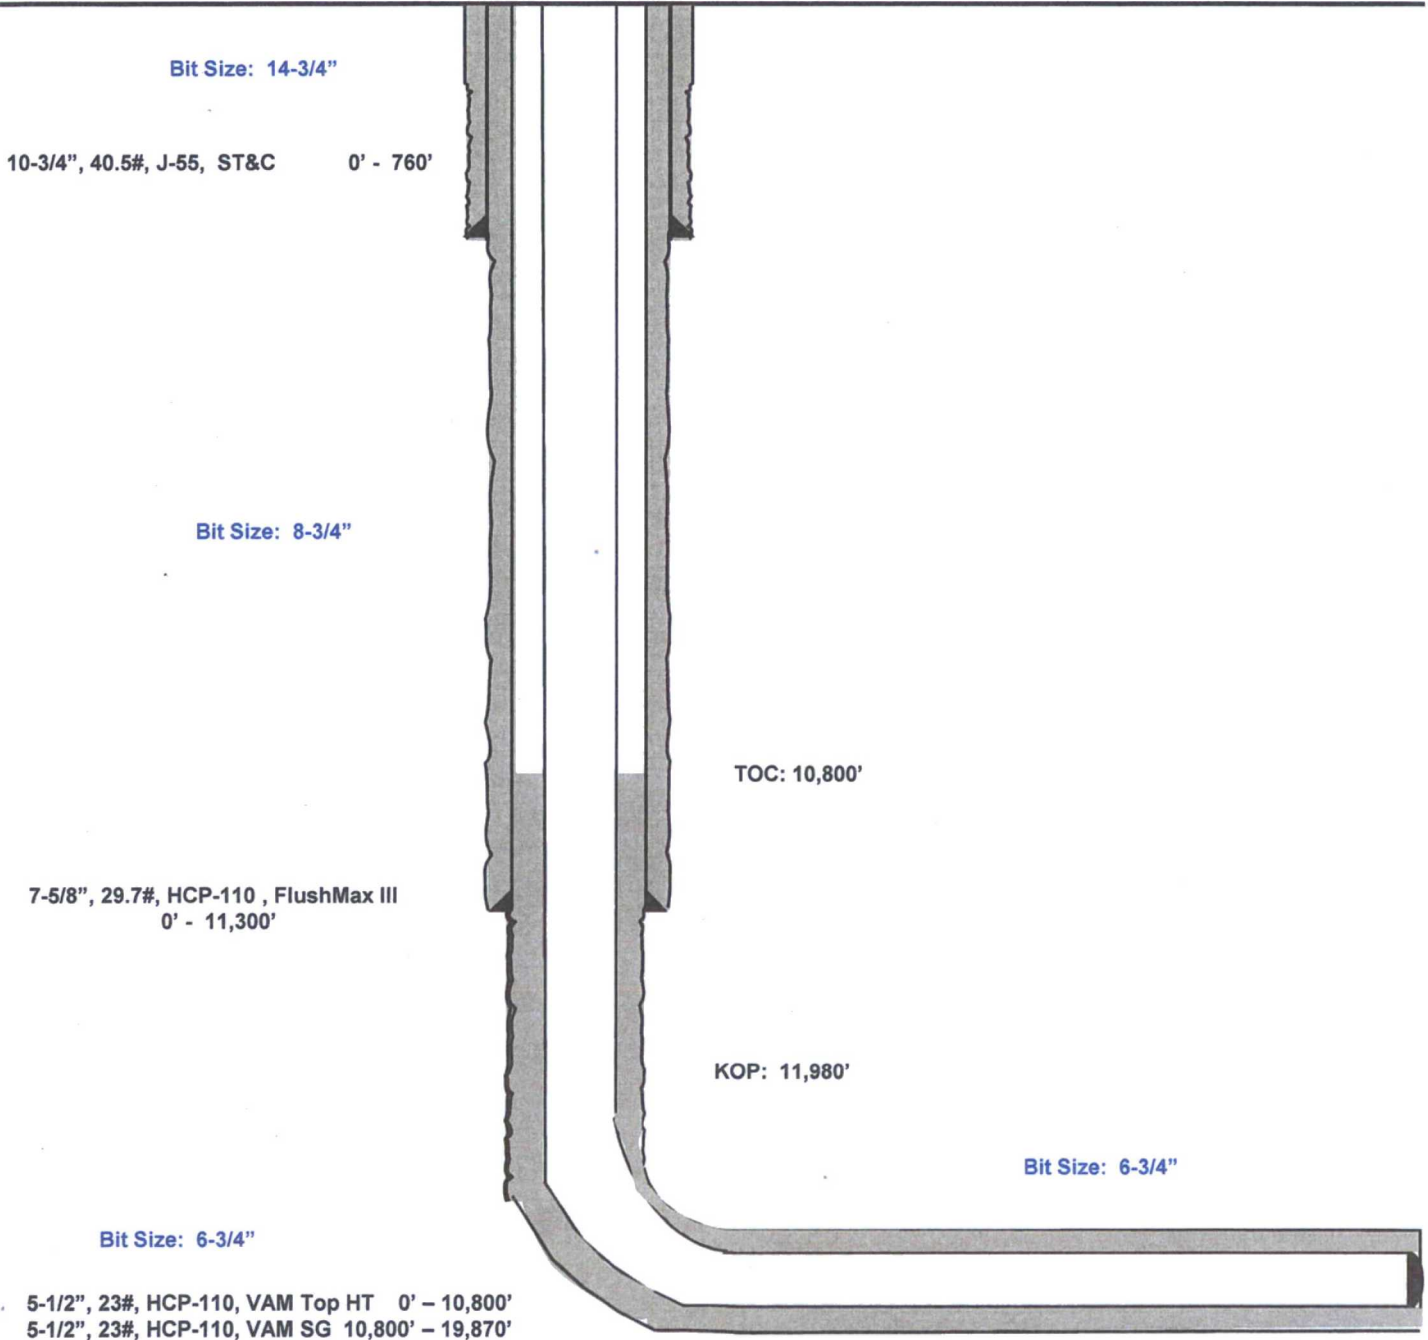 Bit Size: 14-3/4”
10-3/4”, 40.5#, J-55, ST&C 0’ - 760’
Bit Size: 8-3/4”
TOC: 10,800’
7-5/8”, 29.7#, HCP-110 , FlushMax III
0’ - 11,300’
KOP: 11,980’
Bit Size: 6-3/4”
Bit Size: 6-3/4”
5-1/2”, 23#, HCP-110, VAM Top HT 0’ – 10,800’
5-1/2”, 23#, HCP-110, VAM SG 10,800’ – 19,870’